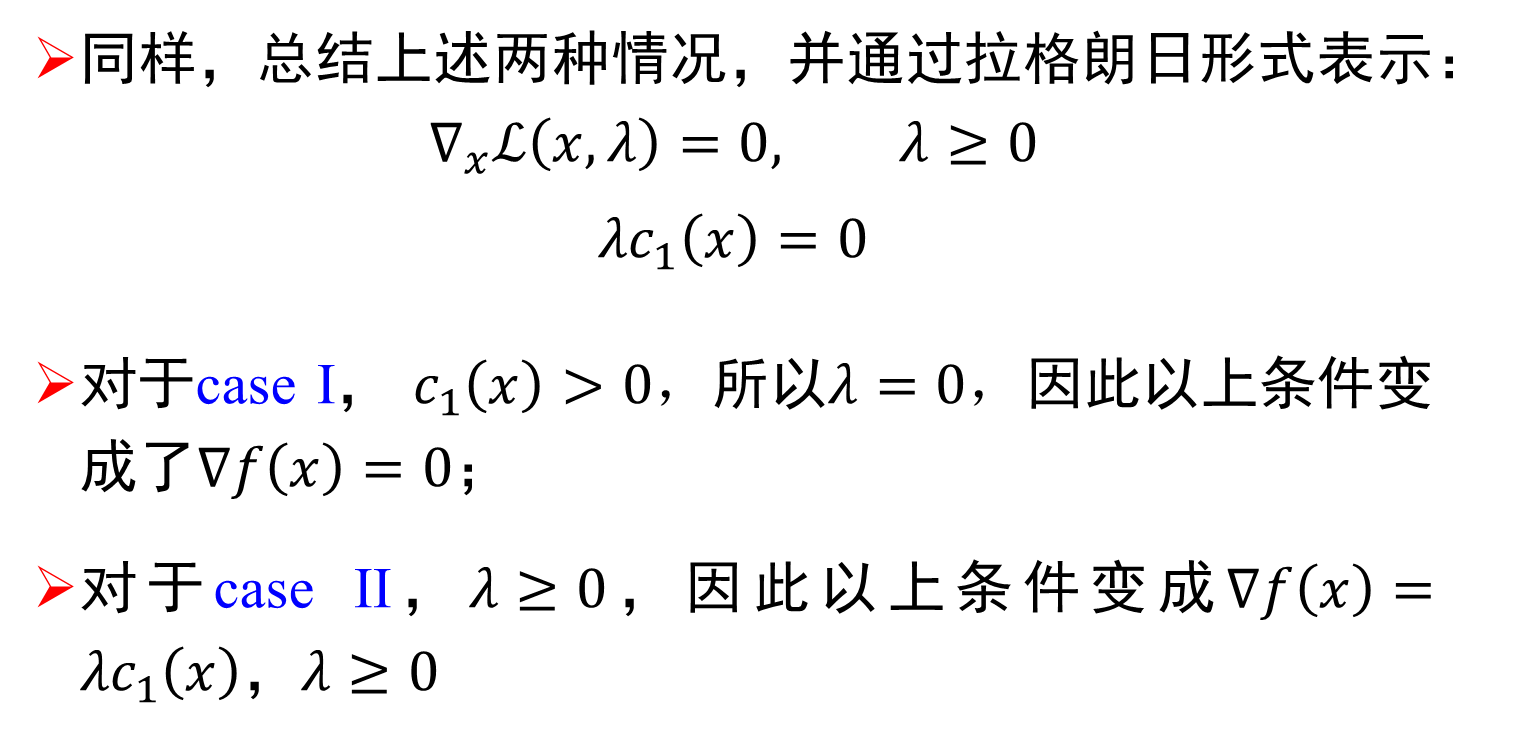 ➢同样，总结上述两种情况，并通过拉格朗日形式表示：
∇ₓℒ(x, λ) = 0, λ ≥ 0
λc₁(x) = 0
➢对于case I， c₁(x) > 0，所以λ = 0，因此以上条件变
成了∇f(x) = 0；
➢对于case II，λ ≥ 0，因此以上条件变成∇f(x) =
λc₁(x)，λ ≥ 0